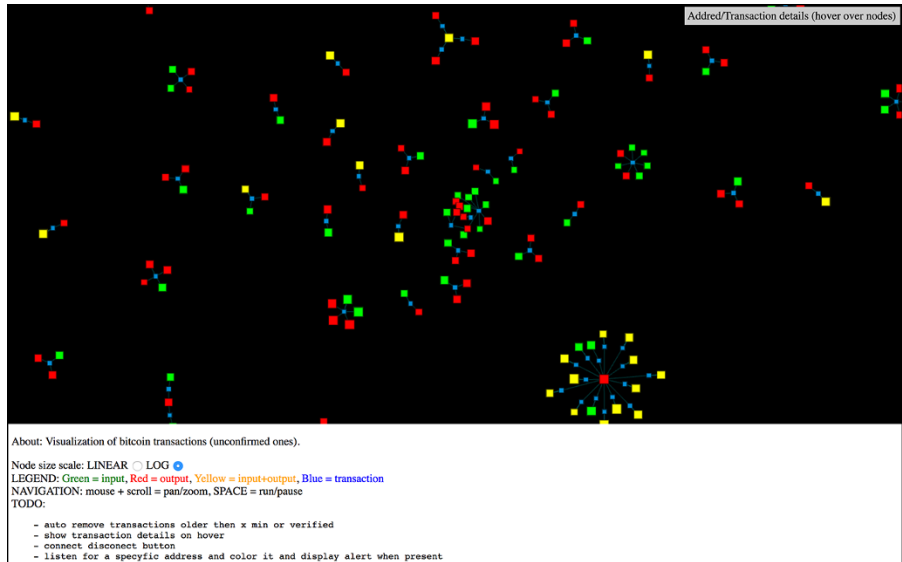 Addred/Transaction details (hover over nodes)
About: Visualization of bitcoin transactions (unconfirmed ones).
Node size scale: LINEAR LOG
LEGEND: Green = input, Red = output, Yellow = input+output, Blue = transaction
NAVIGATION: mouse + scroll = pan/zoom, SPACE = run/pause
TODO:
- auto remove transactions older then x min or verified
- show transaction details on hover
- connect disconect button
- listen for a specyfic address and color it and display alert when present